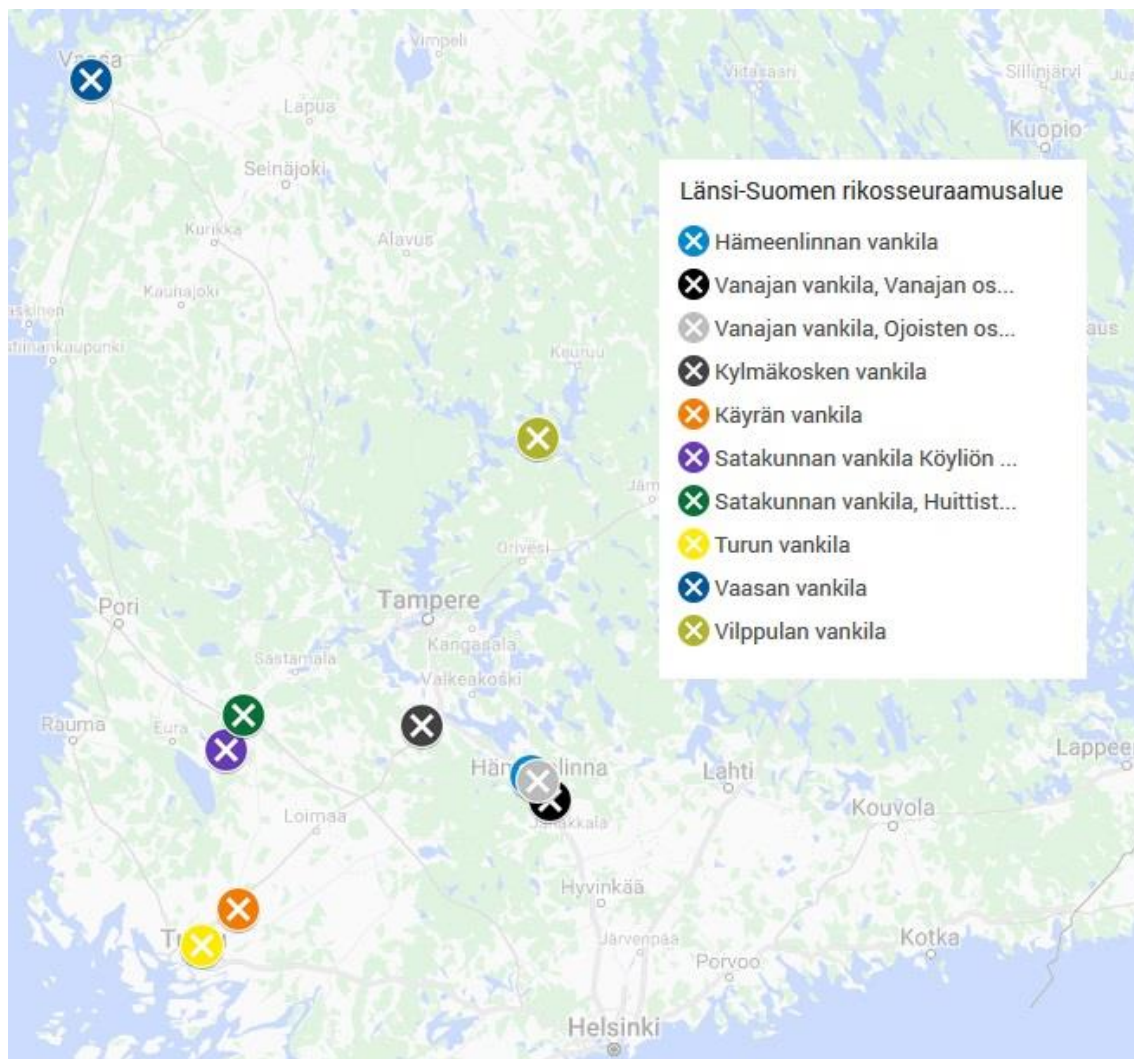 Vimpeli
Viitasaari
Siilinjärvi
Lapua
Kuopio
Seinäjoki
Länsi-Suomen rikosseuraamusalue
Hämeenlinnan vankila
Vanajan vankila, Vanajan os...
Vanajan vankila, Ojoisten os...
Kylmäkosken vankila
Käyrän vankila
Satakunnan vankila Köyliön ...
Satakunnan vankila, Huittist...
Turun vankila
Vaasan vankila
Vilppulan vankila
Kurikka
Alavus
Kauhajoki
Keuruu
Orivesi
Pori
Tampere
Kangasala
Sastamala
Valkeakoski
Rauma
Eura
Lahti
Kouvola
Loimaa
Janakkala
Hyvinkää
Järvenpää
Kotka
Porvoo
Helsinki